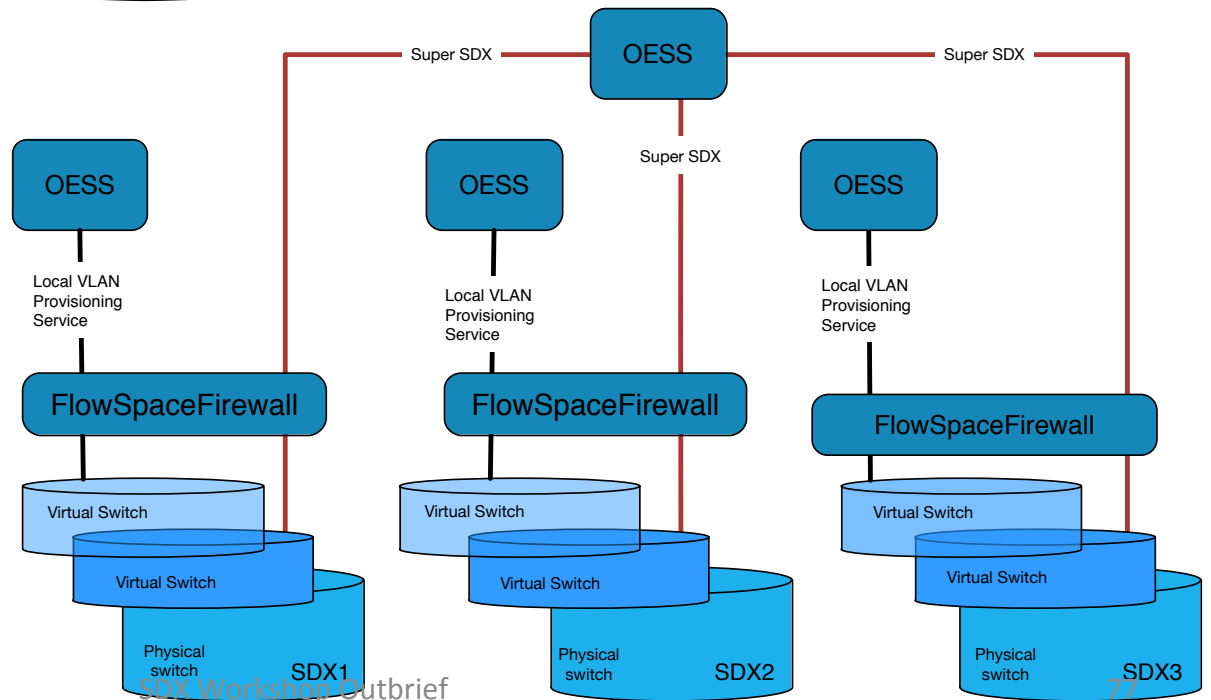 Super SDX
OESS
Super SDX
Super SDX
OESS
OESS
OESS
Local VLAN
Provisioning
Service
Local VLAN
Provisioning
Service
Local VLAN
Provisioning
Service
FlowSpaceFirewall
FlowSpaceFirewall
FlowSpaceFirewall
Virtual Switch
Virtual Switch
Virtual Switch
Virtual Switch
Virtual Switch
Virtual Switch
Physical
switch
SDX1
Physical
switch
SDX2
Physical
switch
SDX3
SDX Workshop Outbrief
77